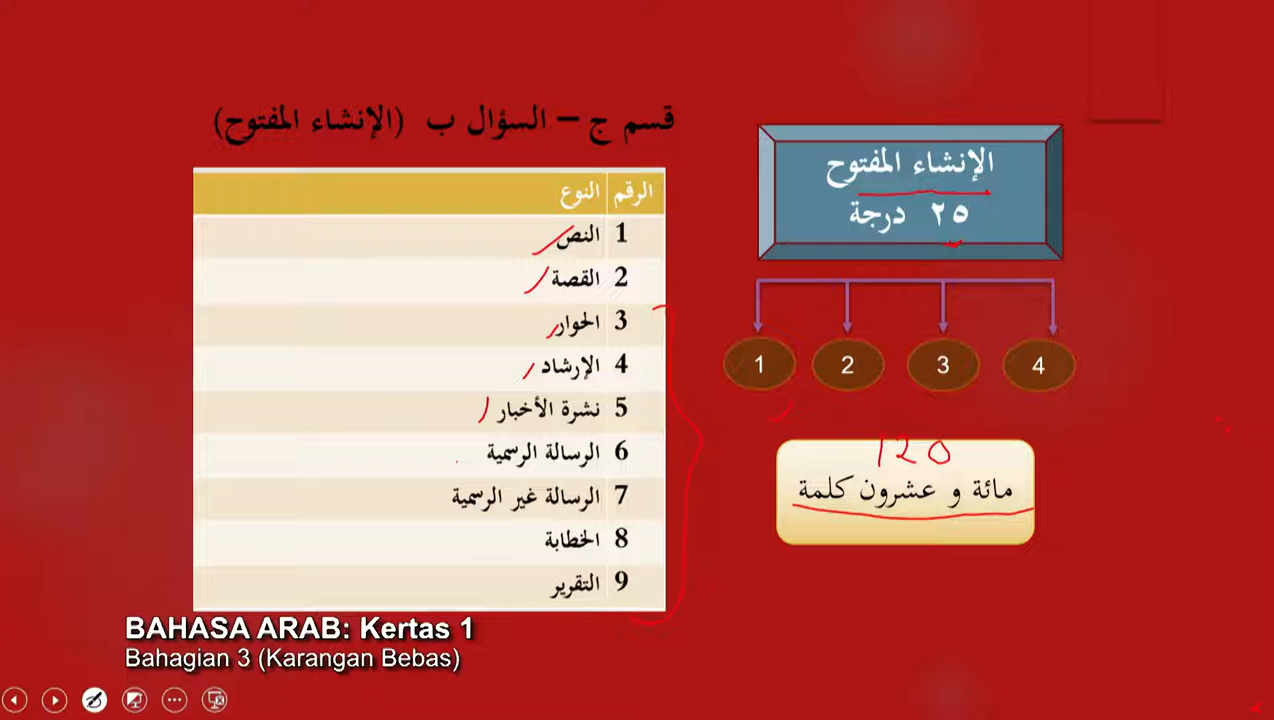 قسم ج – السؤال ب (الإنشاء المفتوح)
الرقم النوع
1 النص
2 القصة
3 الحوار
4 الإرشاد
5 نشرة الأخبار
6 الرسالة الرسمية
7 الرسالة غير الرسمية
8 الخطابة
9 التقرير
الإنشاء المفتوح
٢٥ درجة
1 2 3 4
120
مائة و عشرون كلمة
BAHASA ARAB: Kertas 1
Bahagian 3 (Karangan Bebas)